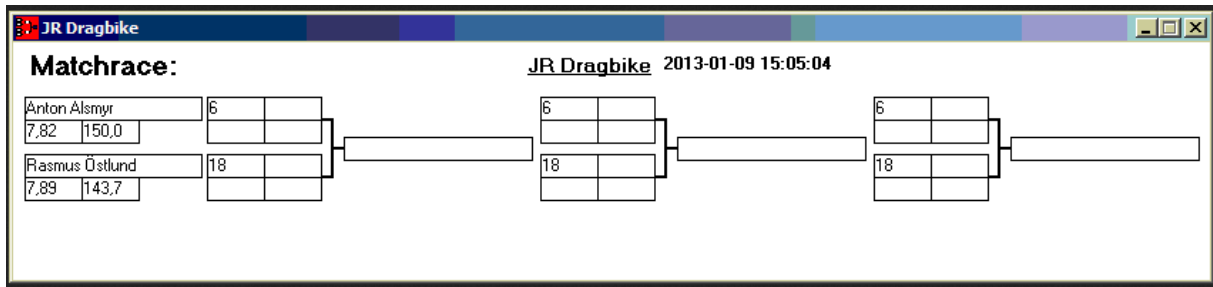 JR Dragbike
Matchrace: JR Dragbike 2013-01-09 15:05:04
Anton Alsmyr 6 6 6
7,82 150,0
Rasmus Östlund 18 18 18
7,89 143,7